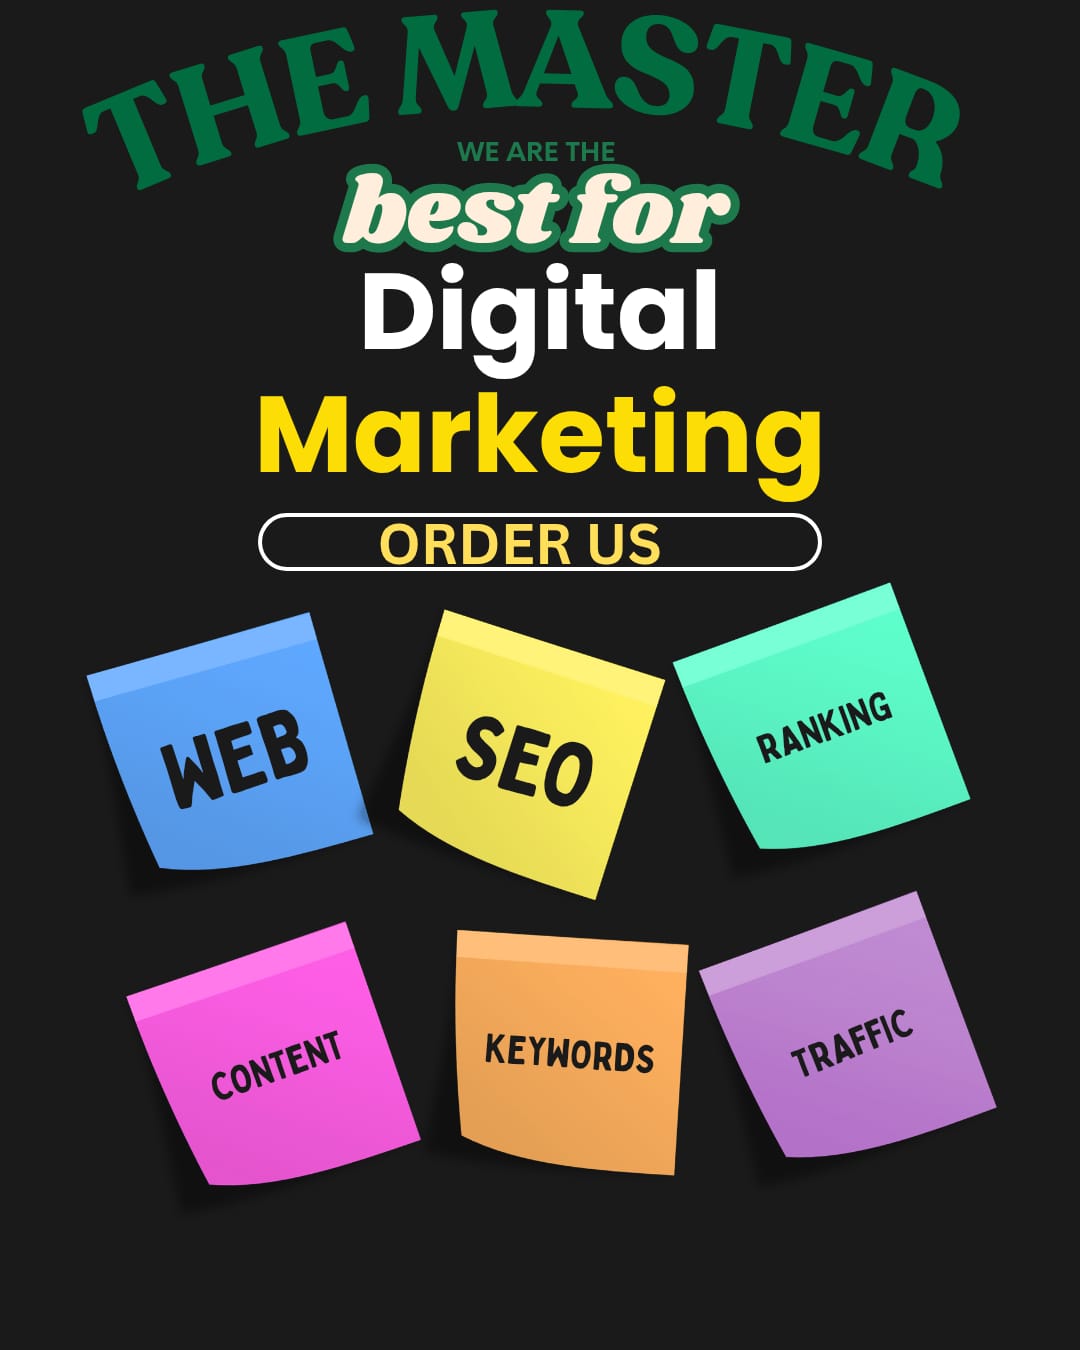 THE MASTER
WE ARE THE
best for
Digital
Marketing
ORDER US
WEB
SEO
RANKING
CONTENT
KEYWORDS
TRAFFIC